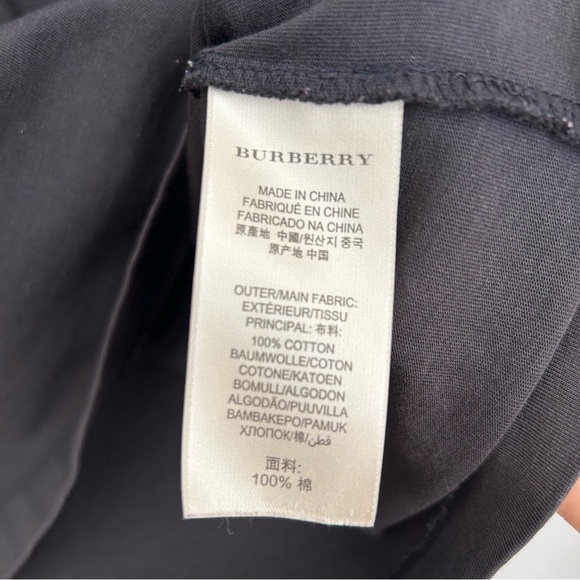 BURBERRY
MADE IN CHINA
FABRIQUÉ EN CHINE
FABRICADO NA CHINA
原產地 中國/원산지 중국
原产地 中国
OUTER/MAIN FABRIC:
EXTÉRIEUR/TISSU
PRINCIPAL: 布料:
100% COTTON
BAUMWOLLE/COTON
COTONE/KATOEN
BOMULL/ALGODON
ALGODÃO/PUUVILLA
ΒΑΜΒΑΚΕΡΟ/PAMUK
ХЛОПОК/棉/قطن
面料:
100% 棉